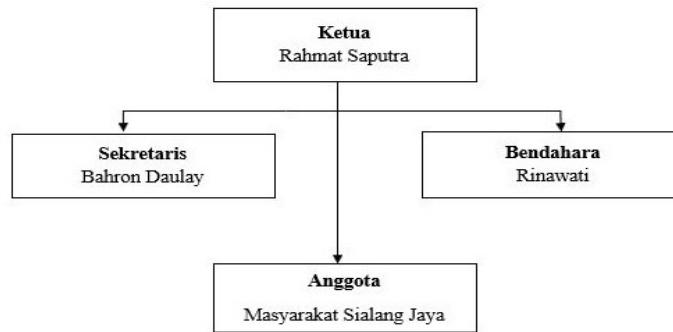 Ketua
Rahmat Saputra
Sekretaris
Bahron Daulay
Bendahara
Rinawati
Anggota
Masyarakat Sialang Jaya